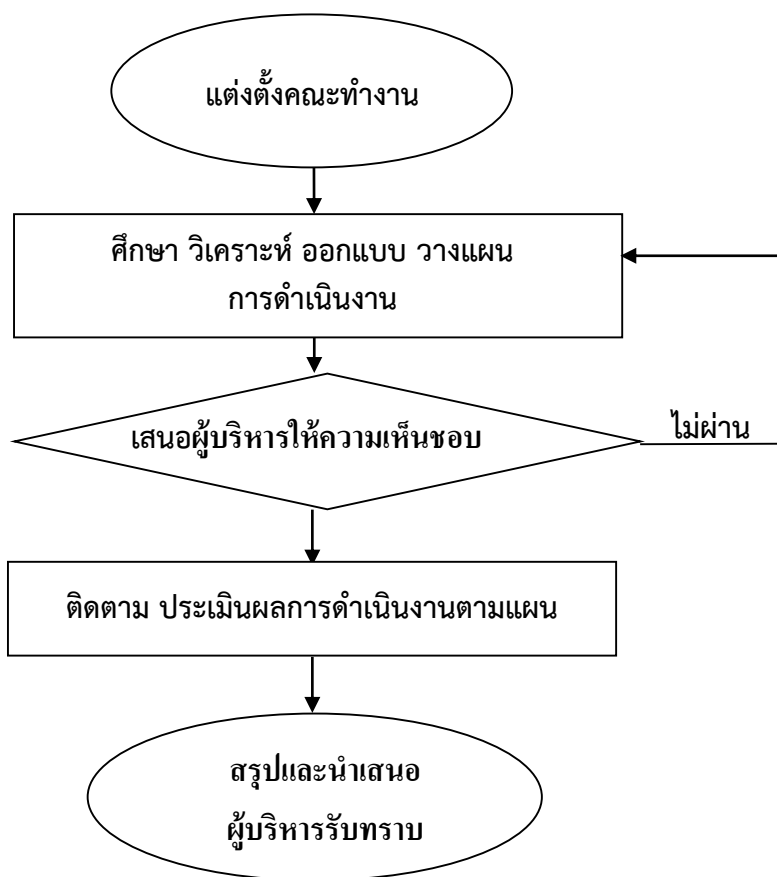 แต่งตั้งคณะทำงาน
ศึกษา วิเคราะห์ ออกแบบ วางแผน
การดำเนินงาน
เสนอผู้บริหารให้ความเห็นชอบ
ไม่ผ่าน
ติดตาม ประเมินผลการดำเนินงานตามแผน
สรุปและนำเสนอ
ผู้บริหารรับทราบ